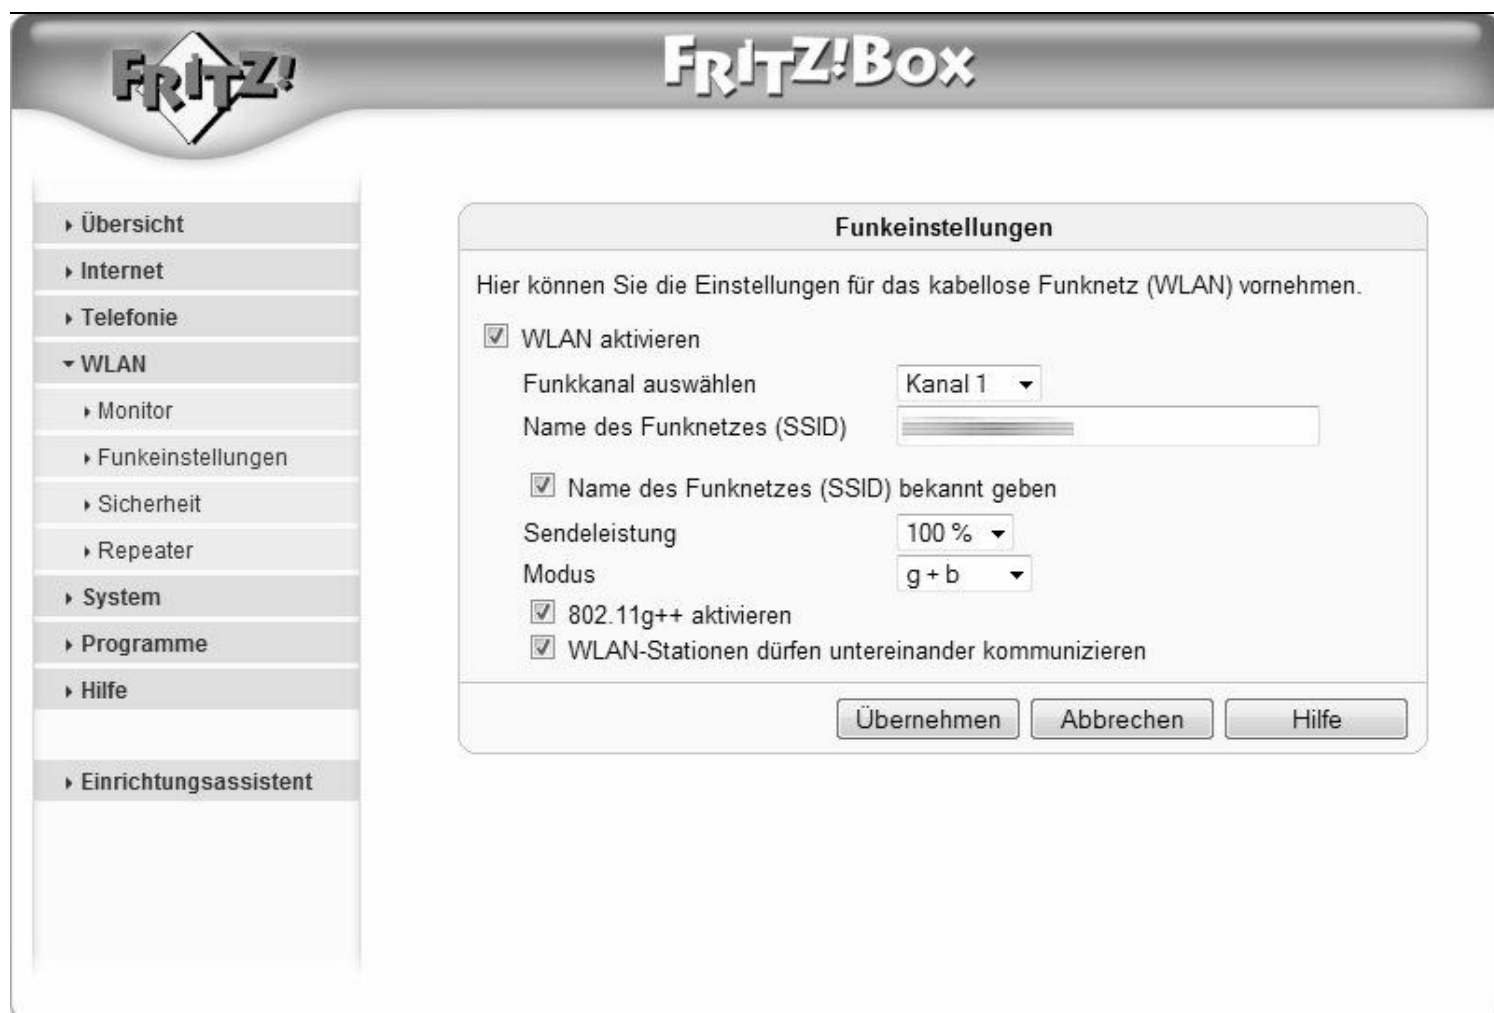 FRITZ!
FRITZ!BOX
Übersicht
Internet
Telefonie
WLAN
Monitor
Funkeinstellungen
Sicherheit
Repeater
System
Programme
Hilfe
Einrichtungsassistent
Funkeinstellungen
Hier können Sie die Einstellungen für das kabellose Funknetz (WLAN) vornehmen.
WLAN aktivieren
Funkkanal auswählen Kanal 1
Name des Funknetzes (SSID)
Name des Funknetzes (SSID) bekannt geben
Sendeleistung 100 %
Modus g + b
802.11g++ aktivieren
WLAN-Stationen dürfen untereinander kommunizieren
Übernehmen Abbrechen Hilfe